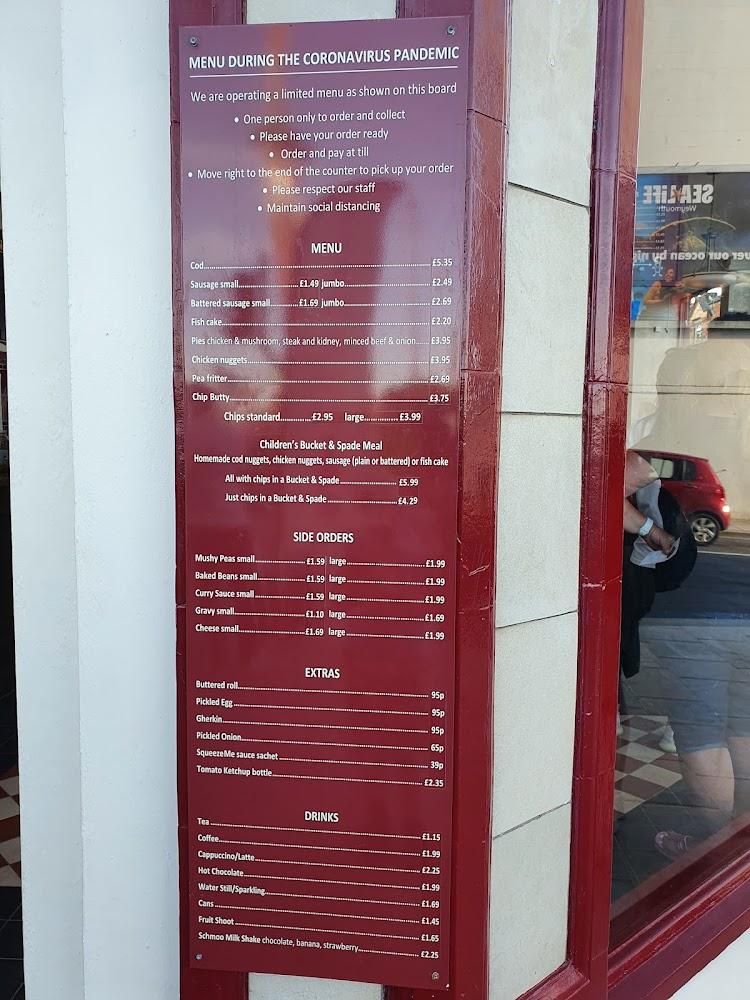 MENU DURING THE CORONAVIRUS PANDEMIC
We are operating a limited menu as shown on this board
• One person only to order and collect
• Please have your order ready
• Order and pay at till
• Move right to the end of the counter to pick up your order
• Please respect our staff
• Maintain social distancing
MENU
Cod £5.35
Sausage small £1.49 jumbo £2.49
Battered sausage small £1.69 jumbo £2.69
Fish cake £2.20
Pies chicken & mushroom, steak and kidney, minced beef & onion £3.95
Chicken nuggets £3.95
Pea fritter £2.69
Chip Butty £3.75
Chips standard £2.95 large £3.99
Children's Bucket & Spade Meal
Homemade cod nuggets, chicken nuggets, sausage (plain or battered) or fish cake
All with chips in a Bucket & Spade £5.99
Just chips in a Bucket & Spade £4.29
SIDE ORDERS
Mushy Peas small £1.59 large £1.99
Baked Beans small £1.59 large £1.99
Curry Sauce small £1.59 large £1.99
Gravy small £1.10 large £1.69
Cheese small £1.69 large £1.99
EXTRAS
Buttered roll 95p
Pickled Egg 95p
Gherkin 95p
Pickled Onion 65p
SqueezeMe sauce sachet 39p
Tomato Ketchup bottle £2.35
DRINKS
Tea £1.15
Coffee £1.99
Cappuccino/Latte £2.25
Hot Chocolate £1.99
Water Still/Sparkling £1.69
Cans £1.45
Fruit Shoot £1.65
Schmoo Milk Shake chocolate, banana, strawberry £2.25
SEA LIFE
Weymouth
our ocean by